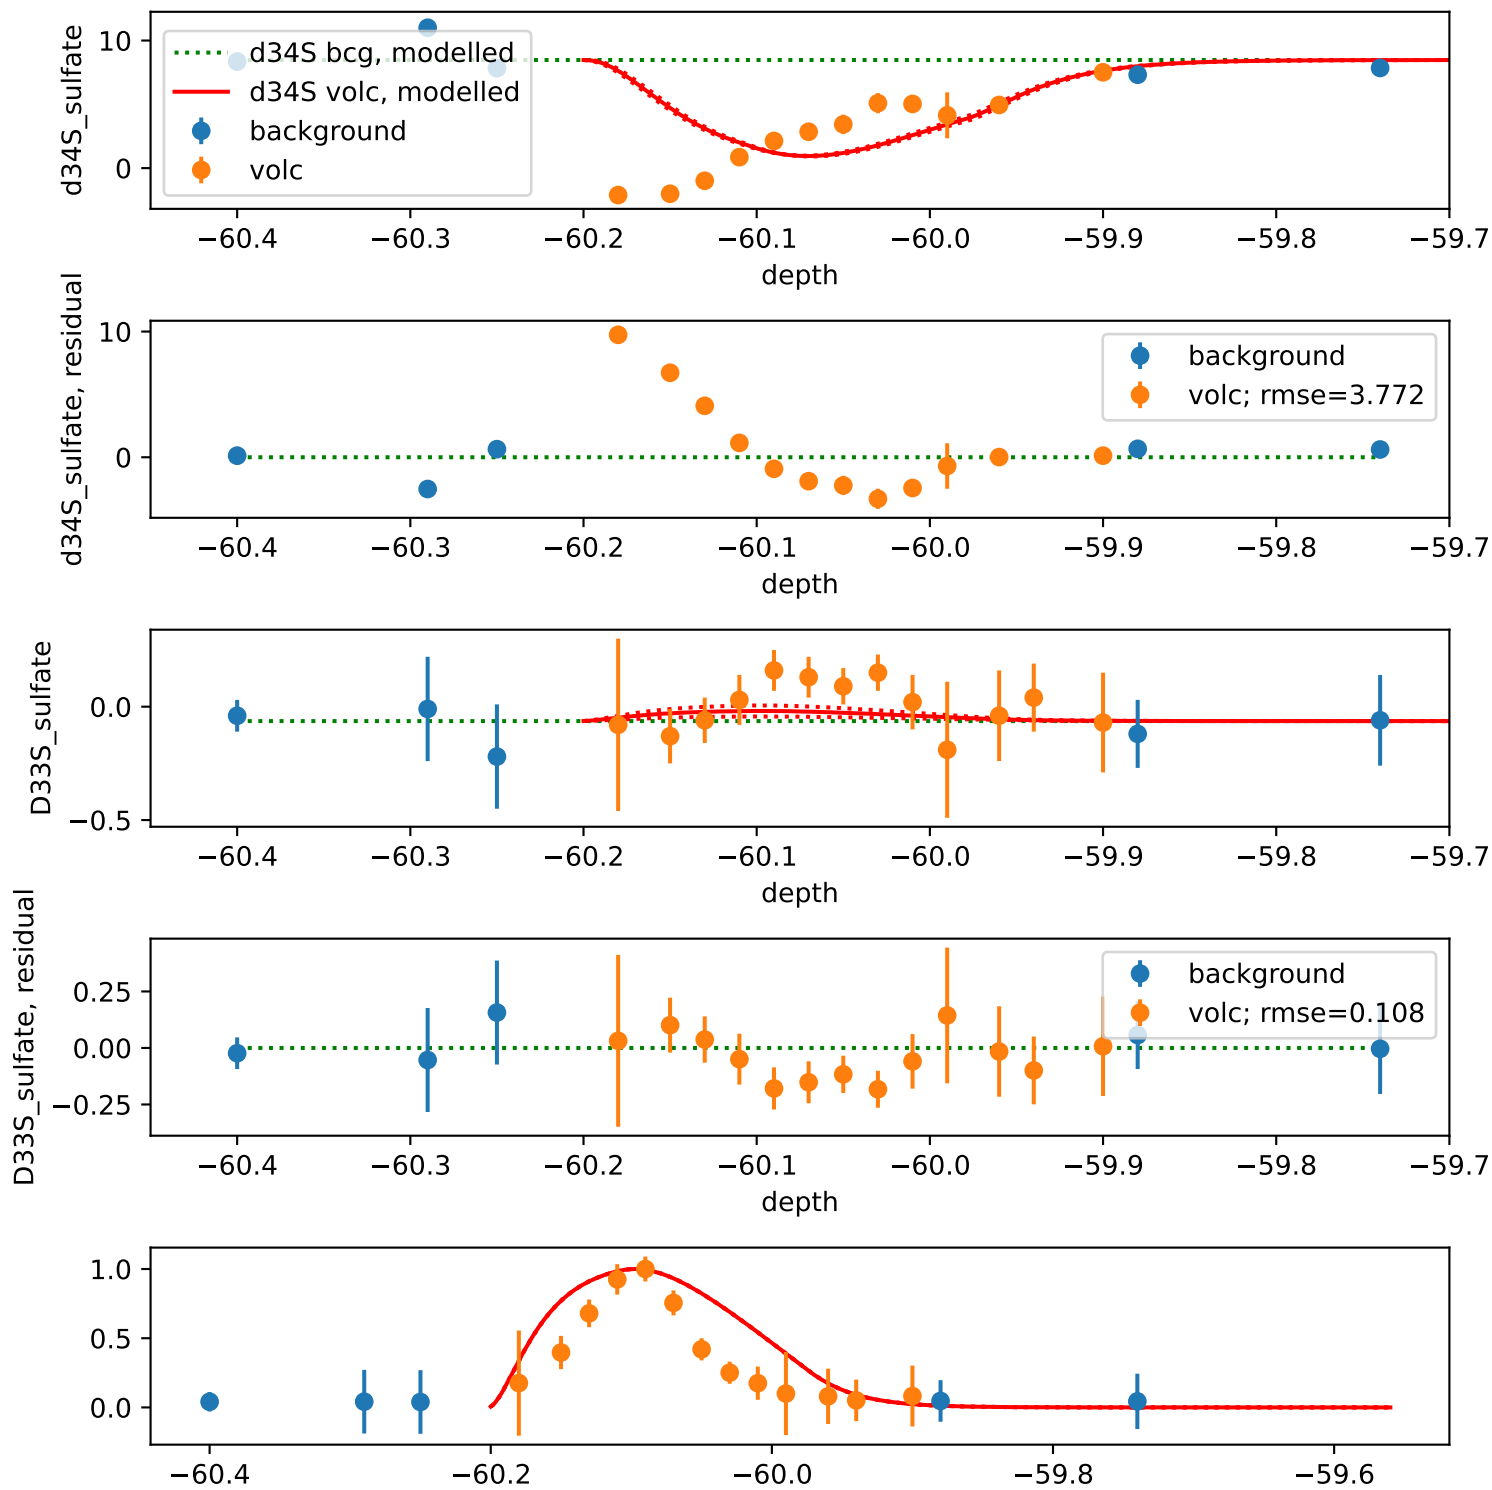 d34S_sulfate
10
0
d34S bcg, modelled
d34S volc, modelled
background
volc
−60.4 −60.3 −60.2 −60.1 −60.0 −59.9 −59.8 −59.7
depth
d34S_sulfate, residual
10
0
background
volc; rmse=3.772
−60.4 −60.3 −60.2 −60.1 −60.0 −59.9 −59.8 −59.7
depth
D33S_sulfate
0.0
−0.5
−60.4 −60.3 −60.2 −60.1 −60.0 −59.9 −59.8 −59.7
depth
D33S_sulfate, residual
0.25
0.00
−0.25
background
volc; rmse=0.108
−60.4 −60.3 −60.2 −60.1 −60.0 −59.9 −59.8 −59.7
depth
1.0
0.5
0.0
−60.4 −60.2 −60.0 −59.8 −59.6